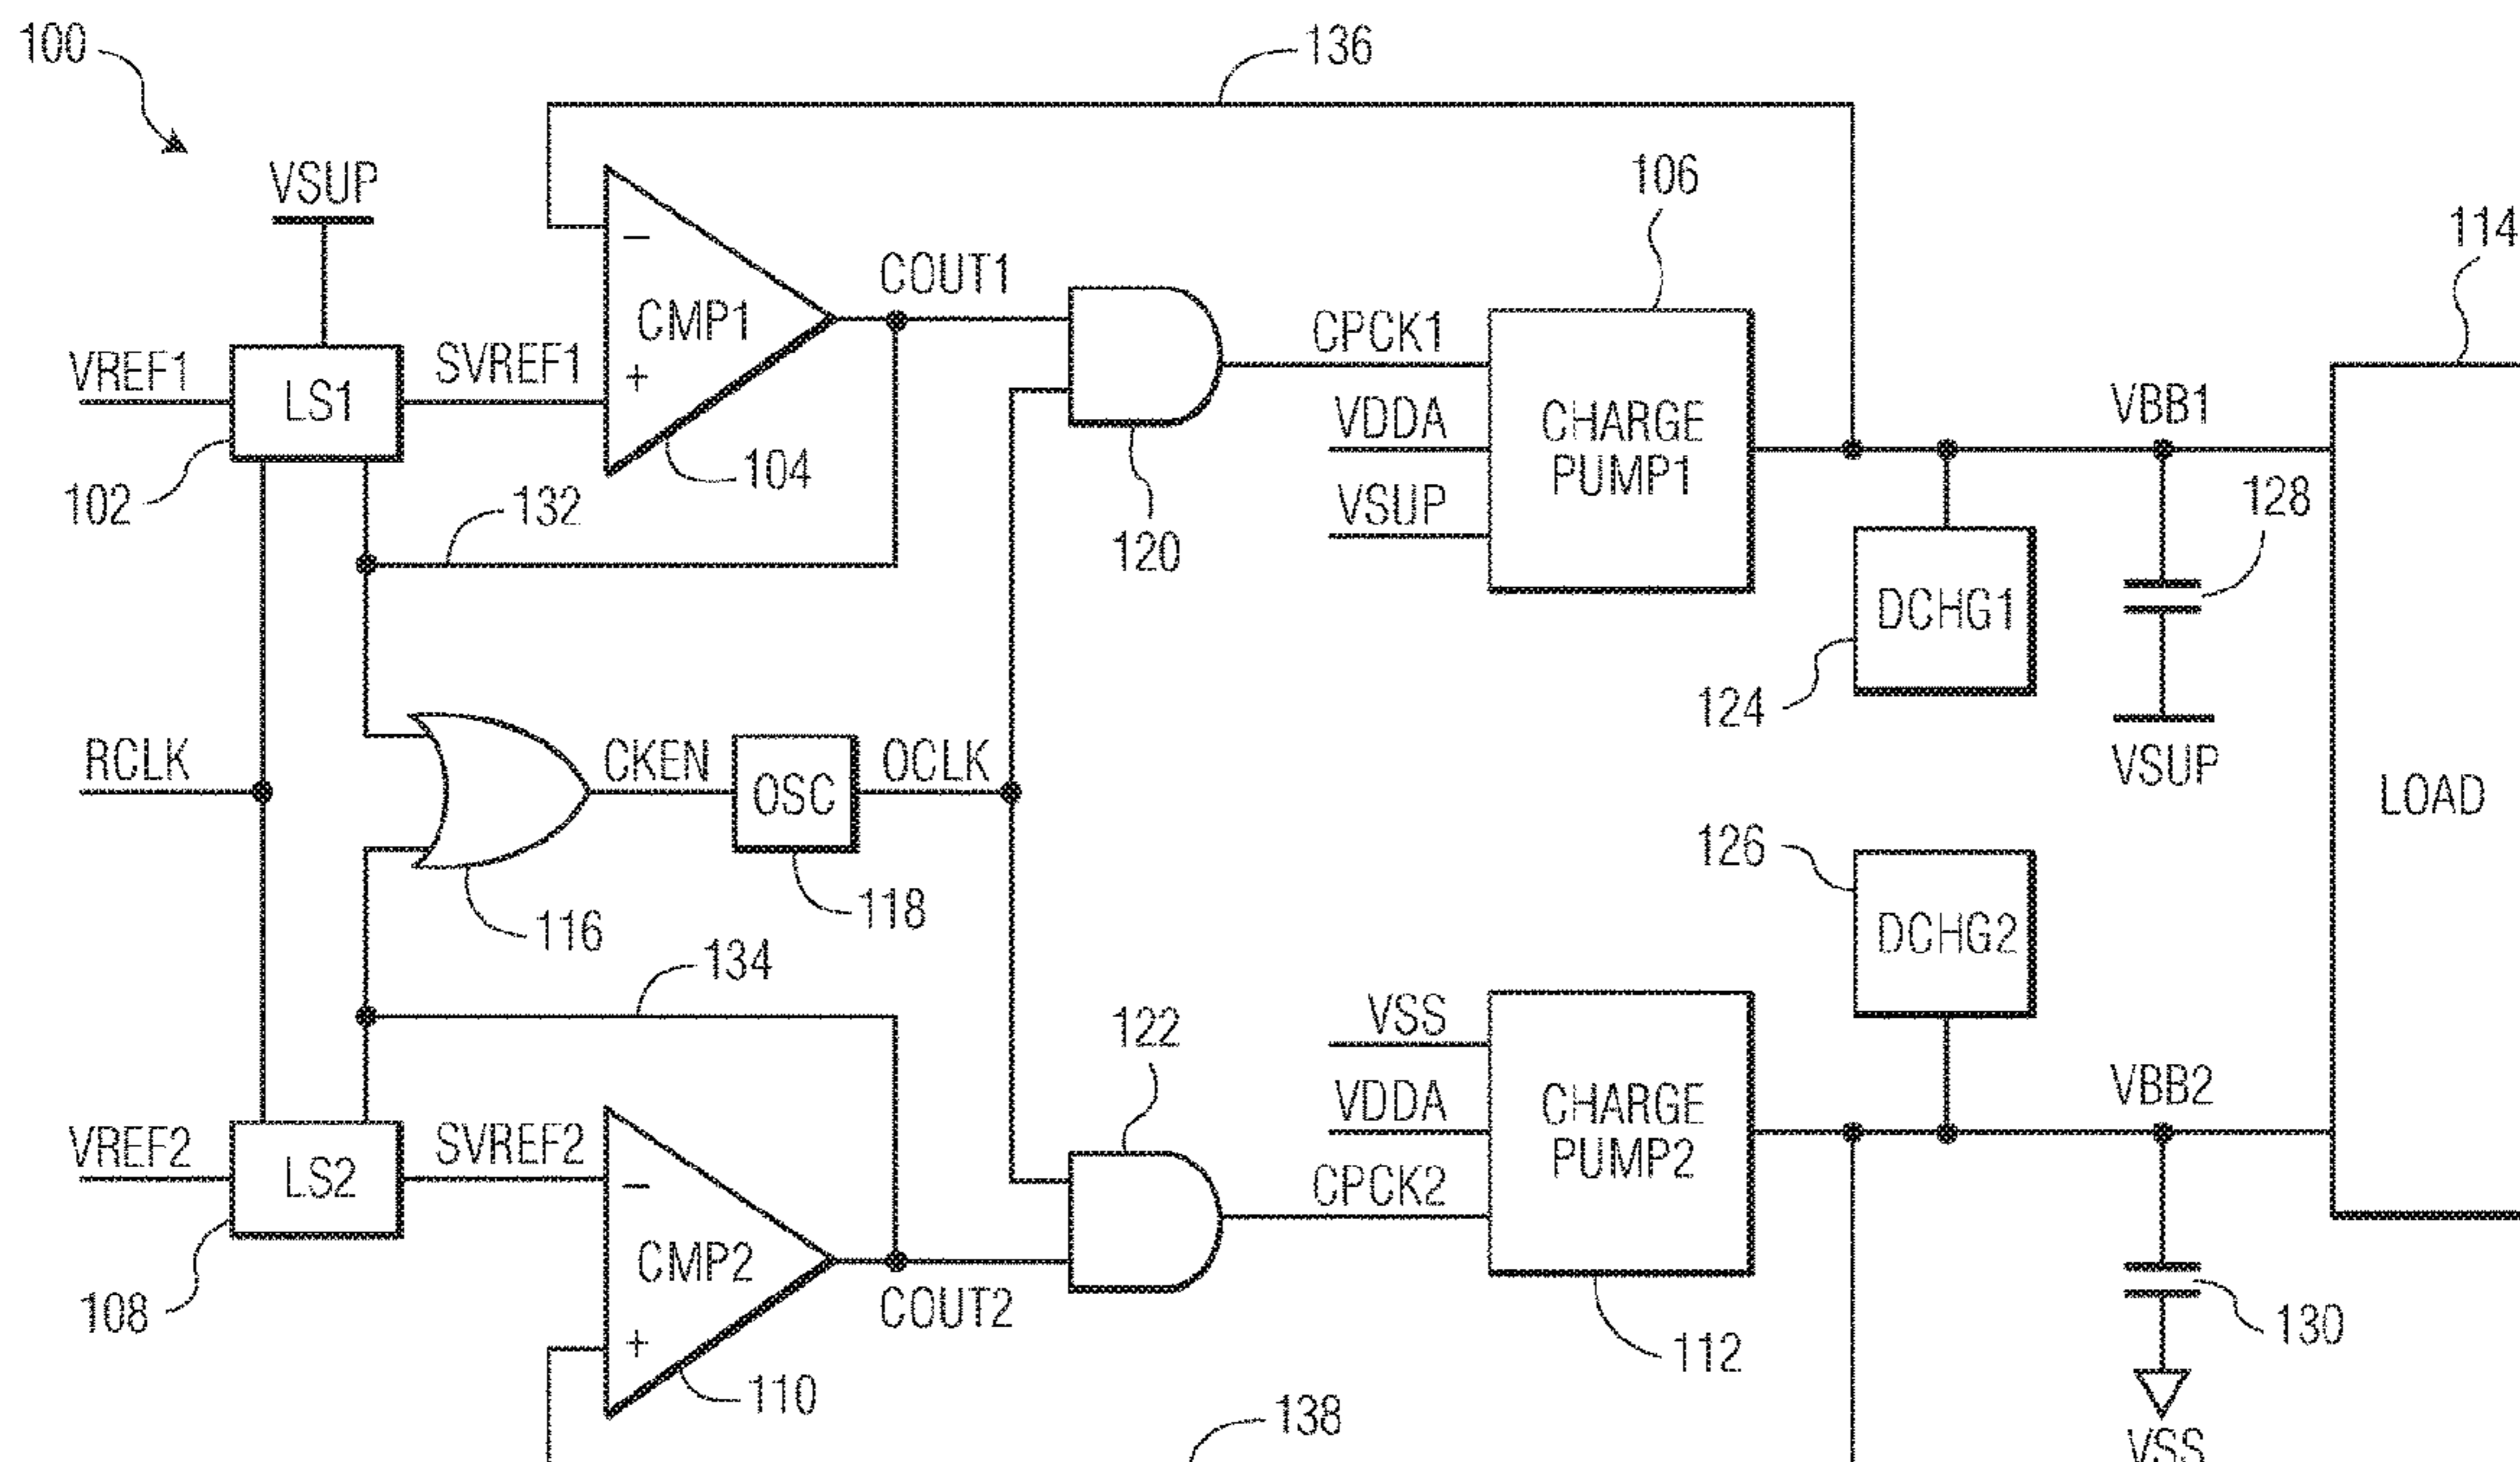 100
136
VSUP
106
114
COUT1
CMP1
−
+
CPCK1
VREF1
LS1
SVREF1
VDDA
CHARGE
PUMP1
VBB1
102
104
132
VSUP
120
128
DCHG1
124
VSUP
RCLK
CKEN
OSC
OCLK
LOAD
126
116
118
DCHG2
134
122
VSS
VREF2
LS2
SVREF2
VDDA
CHARGE
PUMP2
VBB2
−
CMP2
+
CPCK2
108
COUT2
112
130
110
138
VSS